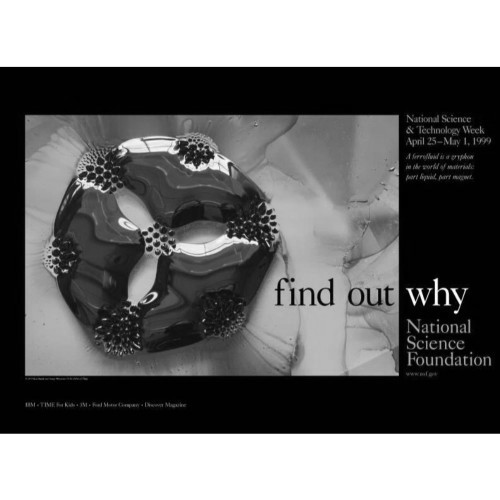 National Science
& Technology Week
April 25–May 1, 1999
A ferrofluid is a gryphon
in the world of materials:
part liquid, part magnet.
find out why
National
Science
Foundation
www.nsf.gov
IBM • TIME For Kids • 3M • Ford Motor Company • Discover Magazine